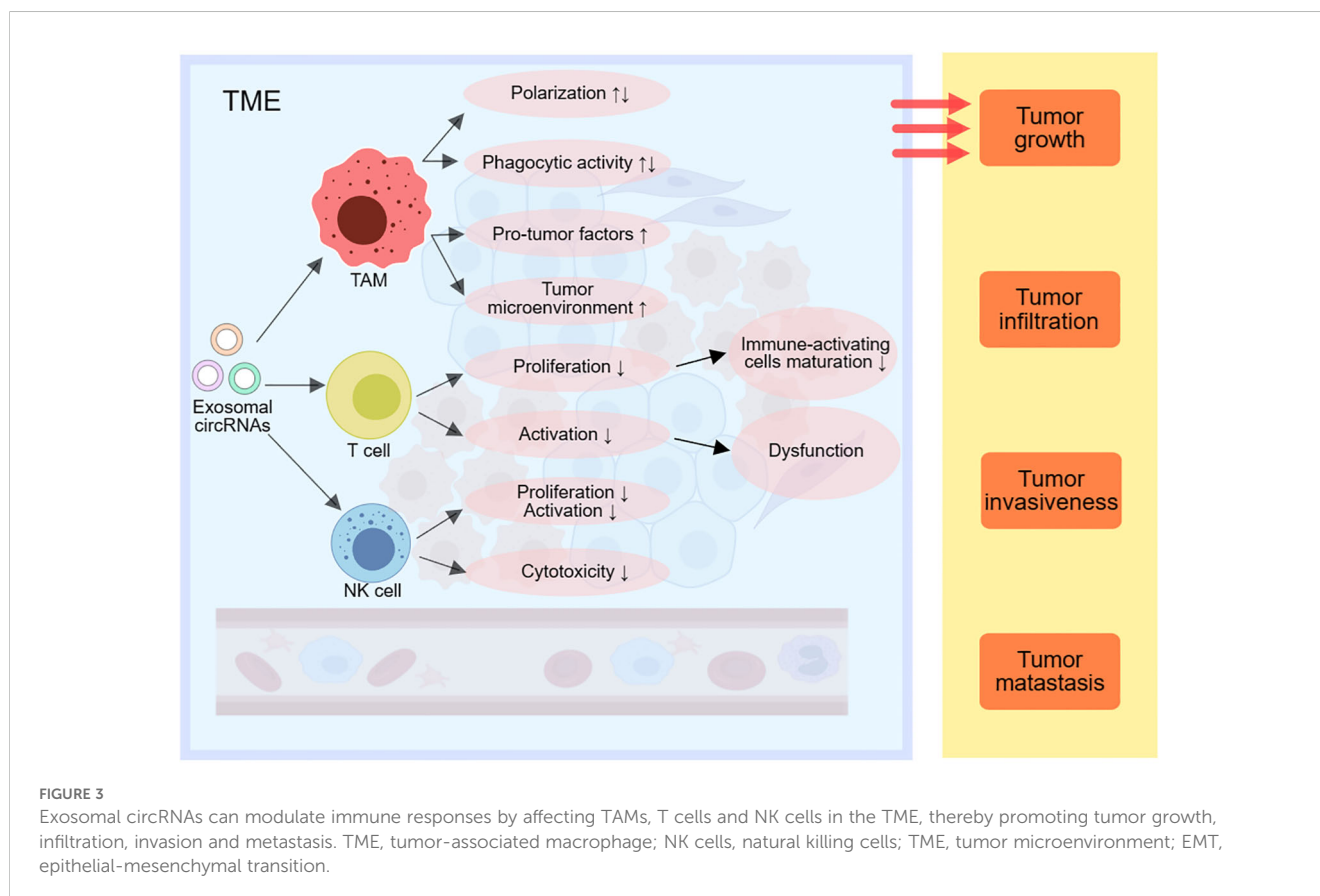 TME
Polarization ↑↓
Phagocytic activity ↑↓
Pro-tumor factors ↑
Tumor
microenvironment ↑
TAM
Exosomal
circRNAs
T cell
Proliferation ↓
Activation ↓
Immune-activating
cells maturation ↓
Dysfunction
NK cell
Proliferation ↓
Activation ↓
Cytotoxicity ↓
Tumor
growth
Tumor
infiltration
Tumor
invasiveness
Tumor
matastasis
FIGURE 3
Exosomal circRNAs can modulate immune responses by affecting TAMs, T cells and NK cells in the TME, thereby promoting tumor growth,
infiltration, invasion and metastasis. TME, tumor-associated macrophage; NK cells, natural killing cells; TME, tumor microenvironment; EMT,
epithelial-mesenchymal transition.